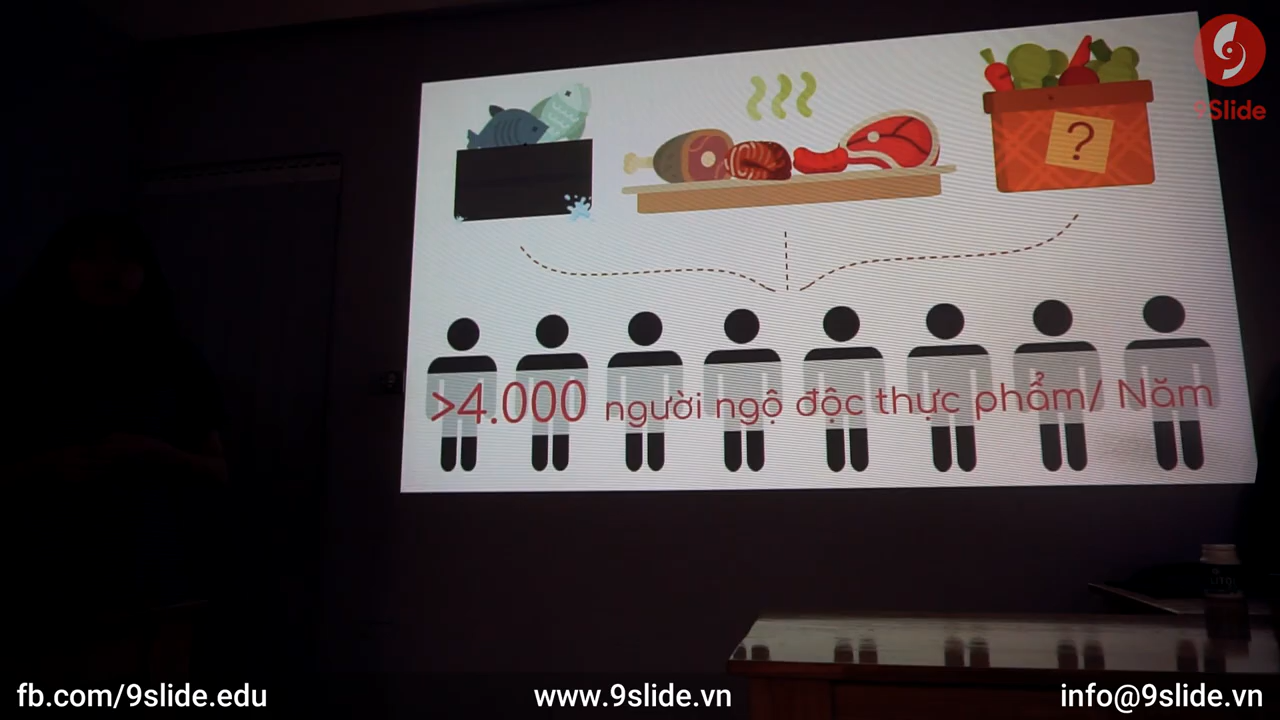 9Slide
?
>4.000 người ngộ độc thực phẩm/ Năm
fb.com/9slide.edu
www.9slide.vn
info@9slide.vn